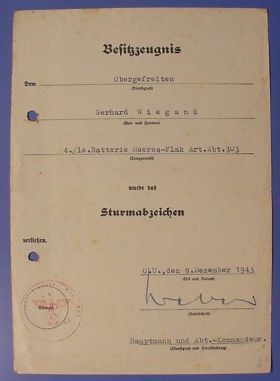 Besitzzeugnis
Dem Obergefreiten
(Dienstgrad)
Gerhard Wiegand
(Vor- und Zuname)
4./le.Batterie Heeres-Flak Art.Abt.303
(Truppenteil)
wurde das
Sturmabzeichen
verliehen.
O.U., den 9.Dezember 1943
(Ort und Datum)
(Unterschrift)
Hauptmann und Abt.-Kommandeur.
(Dienstgrad und Dienststellung)